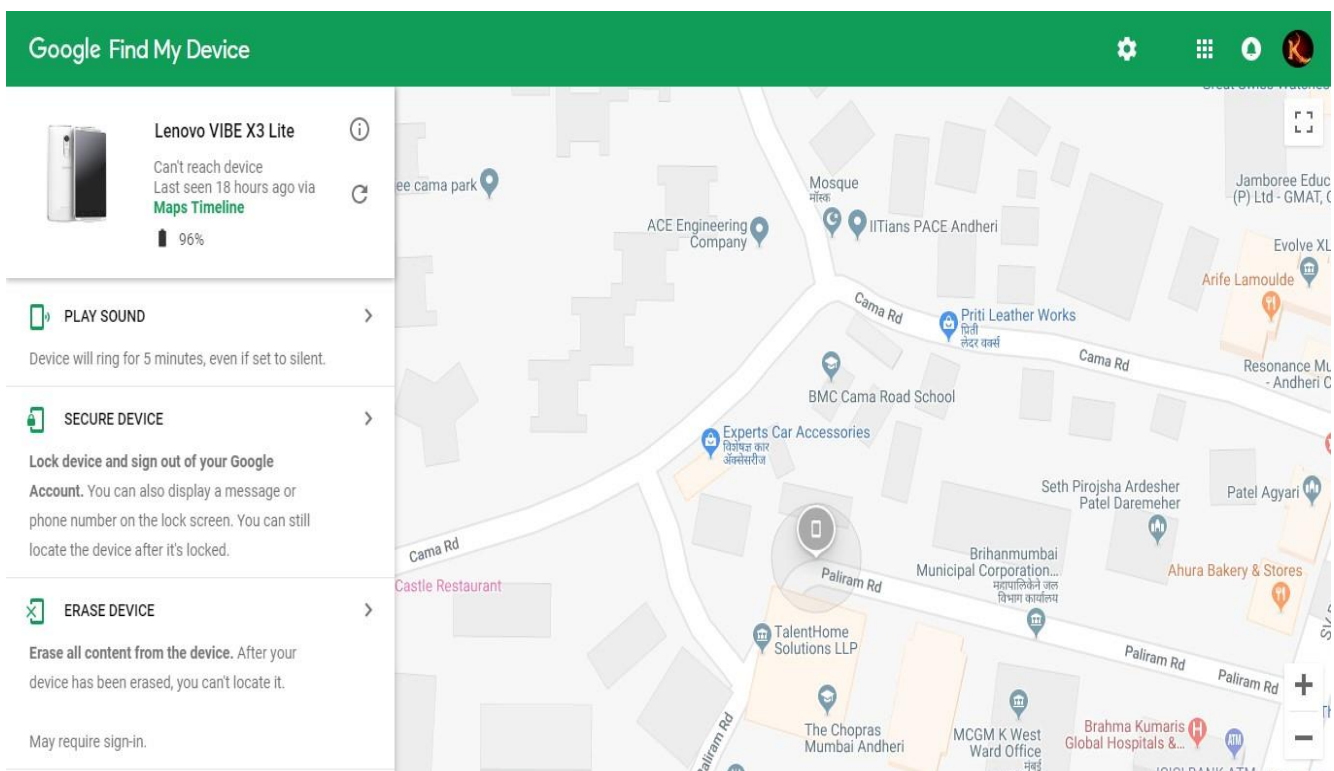 Google Find My Device
Lenovo VIBE X3 Lite
Can't reach device
Last seen 18 hours ago via
Maps Timeline
96%
PLAY SOUND
Device will ring for 5 minutes, even if set to silent.
SECURE DEVICE
Lock device and sign out of your Google
Account. You can also display a message or
phone number on the lock screen. You can still
locate the device after it's locked.
ERASE DEVICE
Erase all content from the device. After your
device has been erased, you can't locate it.
May require sign-in.
ee cama park
Mosque
मॉस्क
ACE Engineering
Company
IITians PACE Andheri
Jamboree Educ
(P) Ltd - GMAT,
Evolve XL
Arife Lamoulde
Cama Rd
Priti Leather Works
प्रिती
लेदर वर्क्स
Cama Rd
Resonance Mu
- Andheri
BMC Cama Road School
Experts Car Accessories
विशेषज्ञ कार
अ‍ॅक्सेसरीज
Seth Pirojsha Ardesher
Patel Daremeher
Patel Agyari
Cama Rd
Castle Restaurant
Paliram Rd
Brihanmumbai
Municipal Corporation...
महापालिकेने जल
विभाग कार्यालय
Ahura Bakery & Stores
TalentHome
Solutions LLP
Paliram Rd
Paliram Rd
The Chopras
Mumbai Andheri
Paliram Rd
MCGM K West
Ward Office
मुंबई
Brahma Kumaris
Global Hospitals &...
ATM